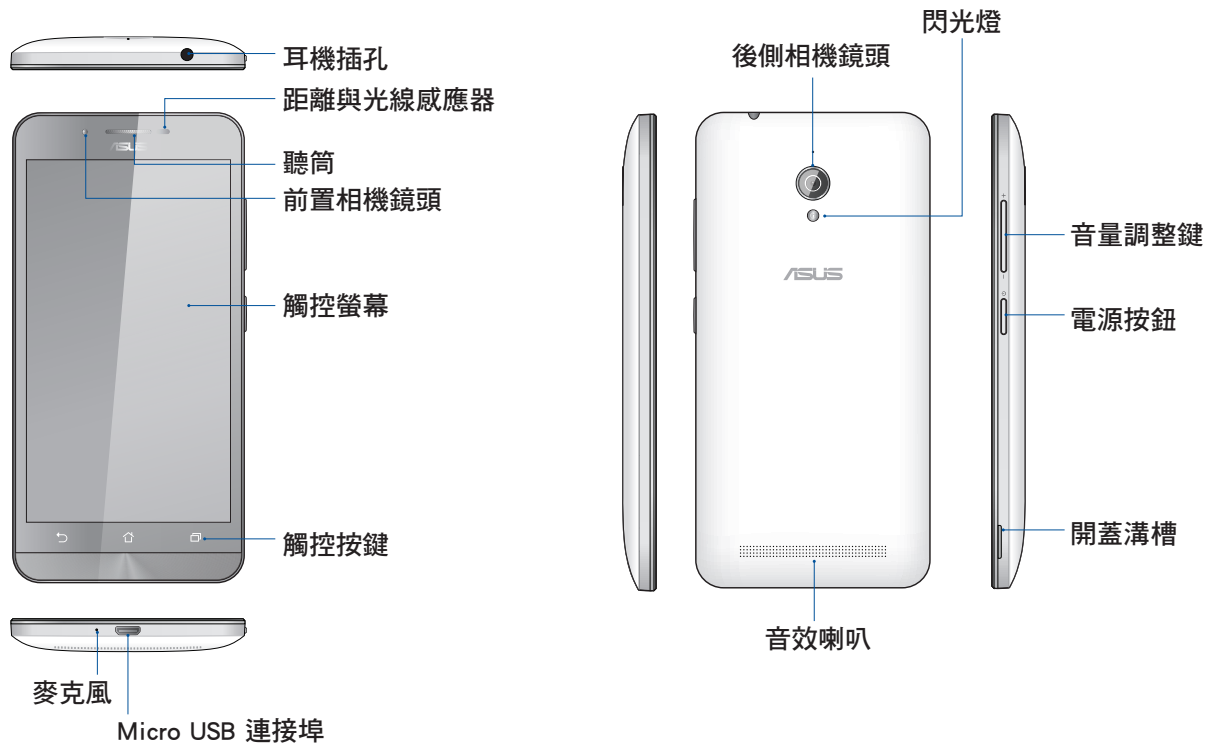 耳機插孔
距離與光線感應器
ASUS
聽筒
前置相機鏡頭
觸控螢幕
觸控按鍵
麥克風
Micro USB 連接埠
閃光燈
後側相機鏡頭
ASUS
音量調整鍵
電源按鈕
開蓋溝槽
音效喇叭